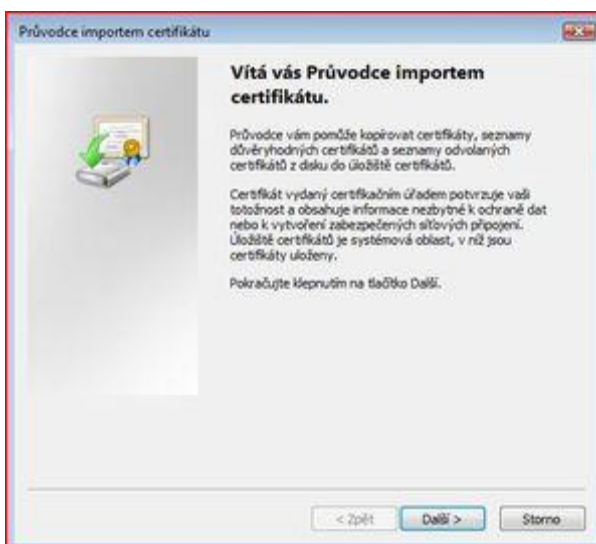 Průvodce importem certifikátu
Vítá vás Průvodce importem
certifikátu.
Průvodce vám pomůže kopírovat certifikáty, seznamy
důvěryhodných certifikátů a seznamy odvolaných
certifikátů z disku do úložiště certifikátů.
Certifikát vydaný certifikačním úřadem potvrzuje vaši
totožnost a obsahuje informace nezbytné k ochraně dat
nebo k vytvoření zabezpečených síťových připojení.
Úložiště certifikátů je systémová oblast, v níž jsou
certifikáty uloženy.
Pokračujte klepnutím na tlačítko Další.
< Zpět
Další >
Storno